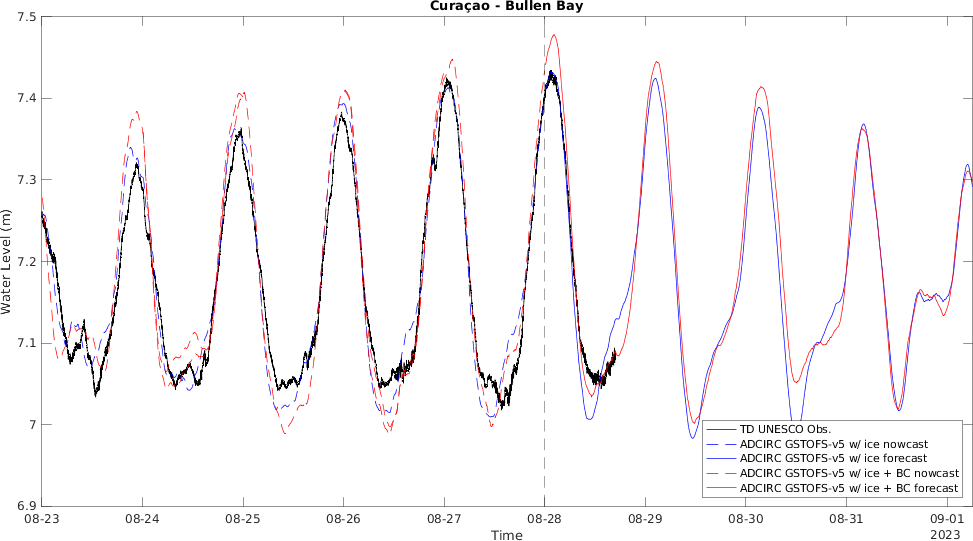 Curaçao - Bullen Bay
7.5
7.4
7.3
7.2
7.1
7
6.9
Water Level (m)
08-23 08-24 08-25 08-26 08-27 08-28 08-29 08-30 08-31 09-01
2023
Time
TD UNESCO Obs.
ADCIRC GSTOFS-v5 w/ ice nowcast
ADCIRC GSTOFS-v5 w/ ice forecast
ADCIRC GSTOFS-v5 w/ ice + BC nowcast
ADCIRC GSTOFS-v5 w/ ice + BC forecast